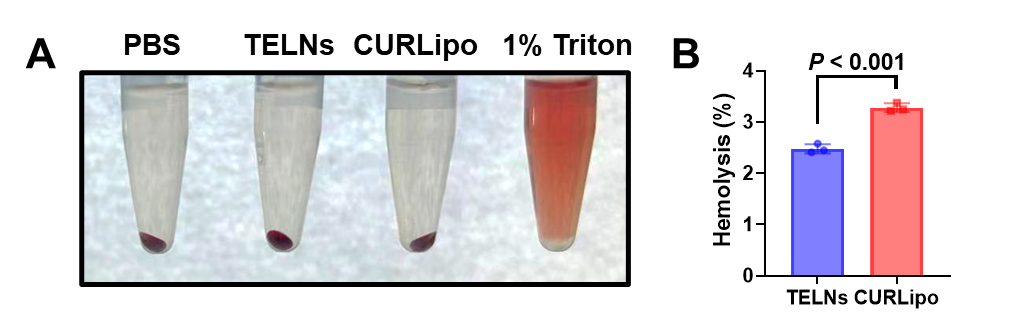 A
PBS TELNs CURLipo 1% Triton
B
P < 0.001
Hemolysis (%)
4
3
2
1
0
TELNs CURLipo